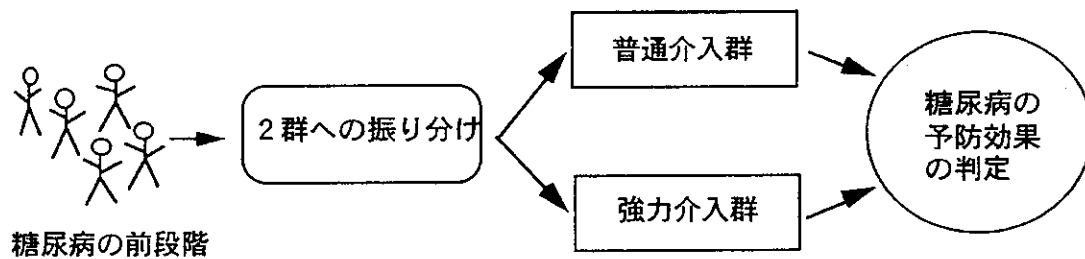 糖尿病の前段階
2群への振り分け
普通介入群
強力介入群
糖尿病の
予防効果
の判定